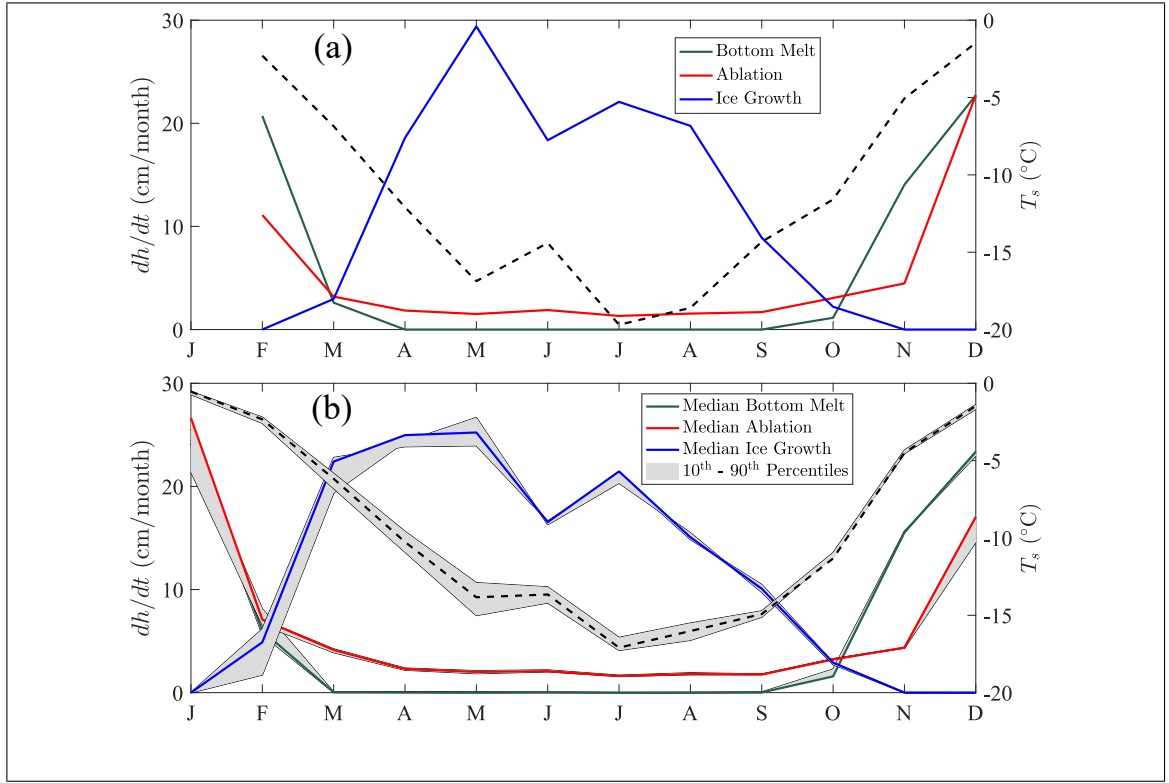 (a)
Bottom Melt
Ablation
Ice Growth
30
20
10
0
dh/dt (cm/month)
0
-5
-10
-15
-20
T_s (°C)
J F M A M J J A S O N D
(b)
Median Bottom Melt
Median Ablation
Median Ice Growth
10th - 90th Percentiles
30
20
10
0
dh/dt (cm/month)
0
-5
-10
-15
-20
T_s (°C)
J F M A M J J A S O N D